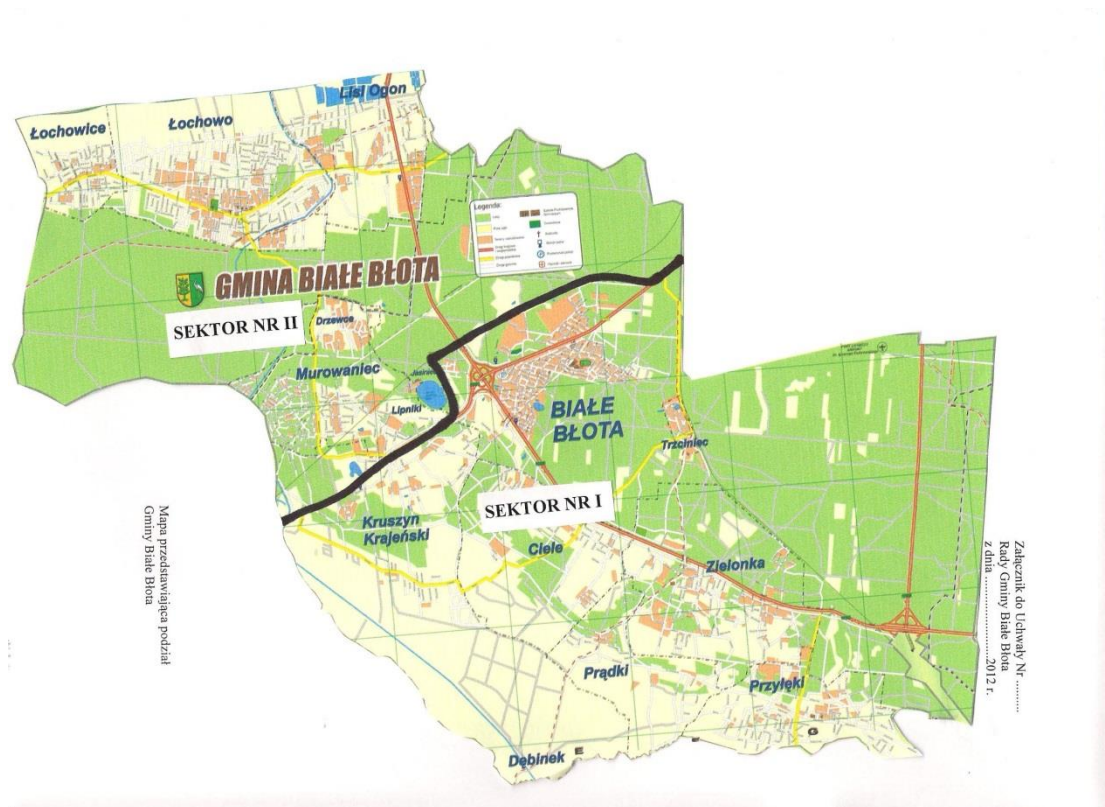 Łochowice
Łochowo
Lisi Ogon
Legenda:
GMINA BIAŁE BŁOTA
SEKTOR NR II
Drzewce
Murowaniec
Jasiniec
Lipniki
BIAŁE
BŁOTA
Trzciniec
SEKTOR NR I
Kruszyn
Krajeński
Ciele
Zielonka
Prądki
Przyłęki
Dębinek
E
G
Mapa przedstawiająca podział
Gminy Białe Błota
Załącznik do Uchwały Nr ..........
Rady Gminy Białe Błota
z dnia .....................2012 r.